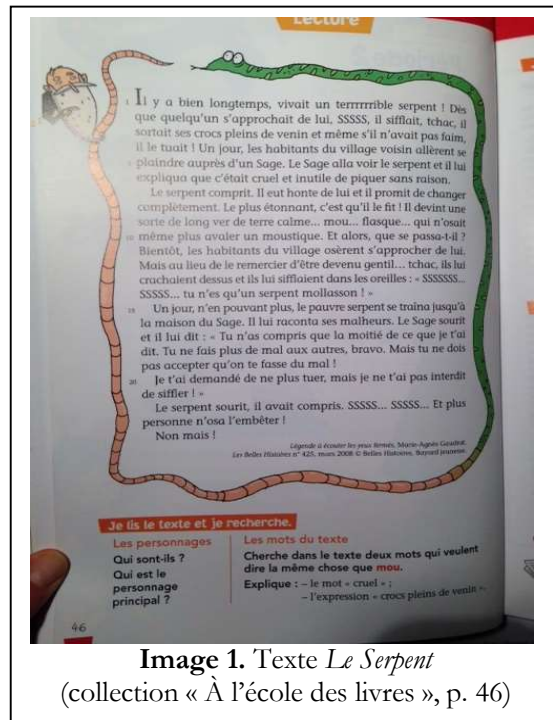 Lecture
Il y a bien longtemps, vivait un terrrrrrible serpent ! Dès
que quelqu'un s'approchait de lui, SSSSS, il sifflait, tchac, il
sortait ses crocs pleins de venin et même s'il n'avait pas faim,
il le tuait ! Un jour, les habitants du village voisin allèrent se
plaindre auprès d'un Sage. Le Sage alla voir le serpent et lui
expliqua que c'était cruel et inutile de piquer sans raison.
Le serpent comprit. Il eut honte de lui et il promit de changer
complètement. Le plus étonnant, c'est qu'il le fit ! Il devint une
sorte de long ver de terre calme... mou... flasque... qui n'osait
10 même plus avaler un moustique. Et alors, que se passa-t-il ?
Bientôt, les habitants du village osèrent s'approcher de lui.
Mais au lieu de le remercier d'être devenu gentil... tchac, ils lui
crachaient dessus et ils lui sifflaient dans les oreilles : « SSSSSSS...
SSSSS... tu n'es qu'un serpent mollasson ! »
15 Un jour, n'en pouvant plus, le pauvre serpent se traîna jusqu'à
la maison du Sage. Il lui raconta ses malheurs. Le Sage sourit
et il lui dit : « Tu n'as compris que la moitié de ce que je t'ai
dit. Tu ne fais plus de mal aux autres, bravo. Mais tu ne dois
pas accepter qu'on te fasse du mal !
20 Je t'ai demandé de ne plus tuer, mais je ne t'ai pas interdit
de siffler ! »
Le serpent sourit, il avait compris. SSSSS... SSSSS... Et plus
personne n'osa l'embêter !
Non mais !
Légende à écouter les yeux fermés, Marie-Agnès Gaudrat,
Les Belles Histoires n° 425, mars 2008 © Belles Histoires, Bayard Jeunesse.
Je lis le texte et je recherche.
Les personnages
Qui sont-ils ?
Qui est le
personnage
principal ?
Les mots du texte
Cherche dans le texte deux mots qui veulent
dire la même chose que mou.
Explique : – le mot « cruel » ;
– l'expression « crocs pleins de venin ».
46
Image 1. Texte Le Serpent
(collection « À l'école des livres », p. 46)